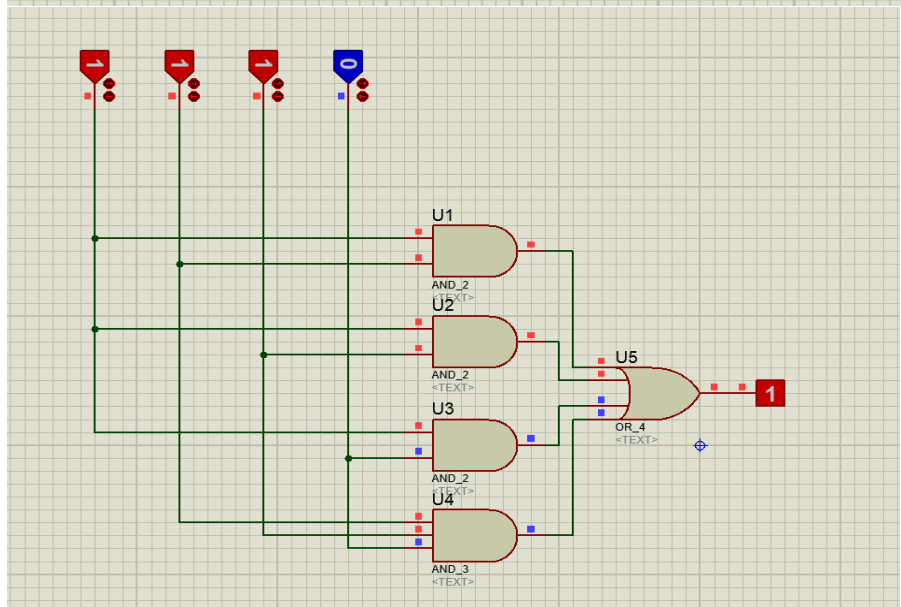 1 1 1 0
U1
AND_2
<TEXT>
U2
AND_2
<TEXT>
U3
AND_2
<TEXT>
U4
AND_3
<TEXT>
U5
OR_4
<TEXT>
1